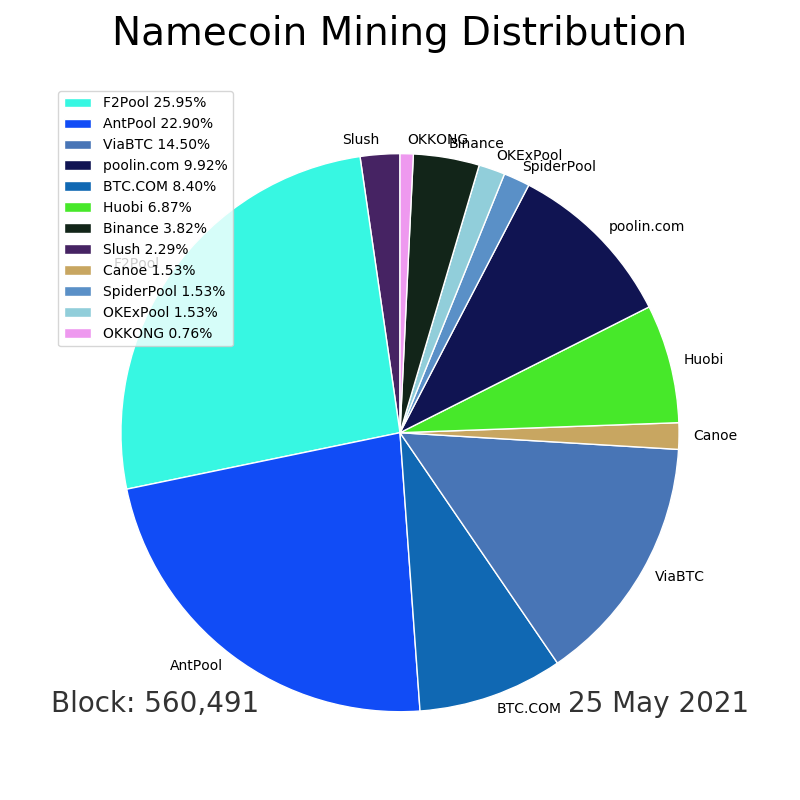 Namecoin Mining Distribution
F2Pool 25.95%
AntPool 22.90%
ViaBTC 14.50%
poolin.com 9.92%
BTC.COM 8.40%
Huobi 6.87%
Binance 3.82%
Slush 2.29%
Canoe 1.53%
SpiderPool 1.53%
OKExPool 1.53%
OKKONG 0.76%
Slush
OKKONG
Binance
OKExPool
SpiderPool
poolin.com
F2Pool
Huobi
Canoe
ViaBTC
AntPool
BTC.COM
Block: 560,491
25 May 2021